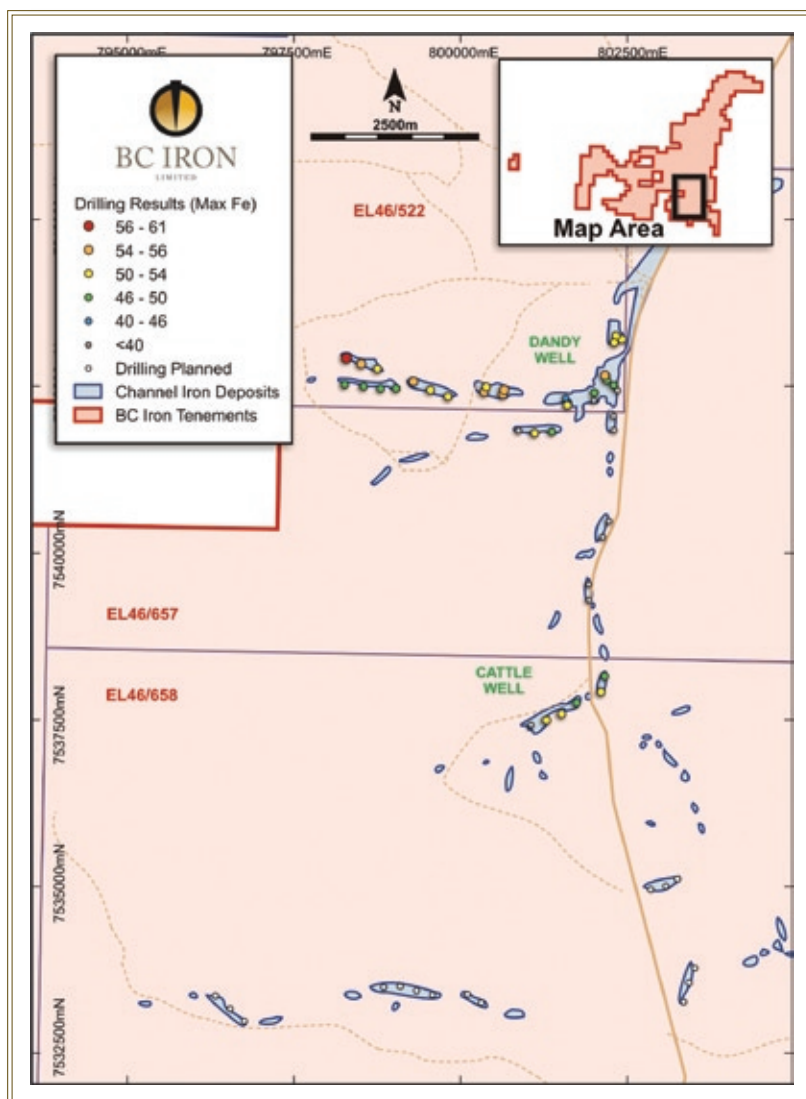 795000mE 797500mE 800000mE 802500mE
BC IRON
LIMITED
Drilling Results (Max Fe)
56 - 61
54 - 56
50 - 54
46 - 50
40 - 46
<40
Drilling Planned
Channel Iron Deposits
BC Iron Tenements
N
2500m
Map Area
EL46/522
DANDY
WELL
7540000mN
EL46/657
EL46/658
CATTLE
WELL
7537500mN
7535000mN
7532500mN